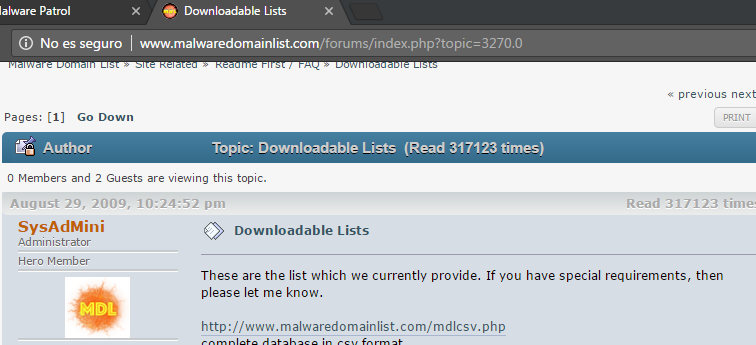 alware Patrol
Downloadable Lists
No es seguro | www.malwaredomainlist.com/forums/index.php?topic=3270.0
Malware Domain List » Site Related » Readme First / FAQ » Downloadable Lists
« previous next
Pages: [1] Go Down
PRINT
Author Topic: Downloadable Lists (Read 317123 times)
0 Members and 2 Guests are viewing this topic.
August 29, 2009, 10:24:52 pm Read 317123 times
SysAdMini
Administrator
Hero Member
MDL
Downloadable Lists
These are the list which we currently provide. If you have special requirements, then
please let me know.
http://www.malwaredomainlist.com/mdlcsv.php
complete database in csv format